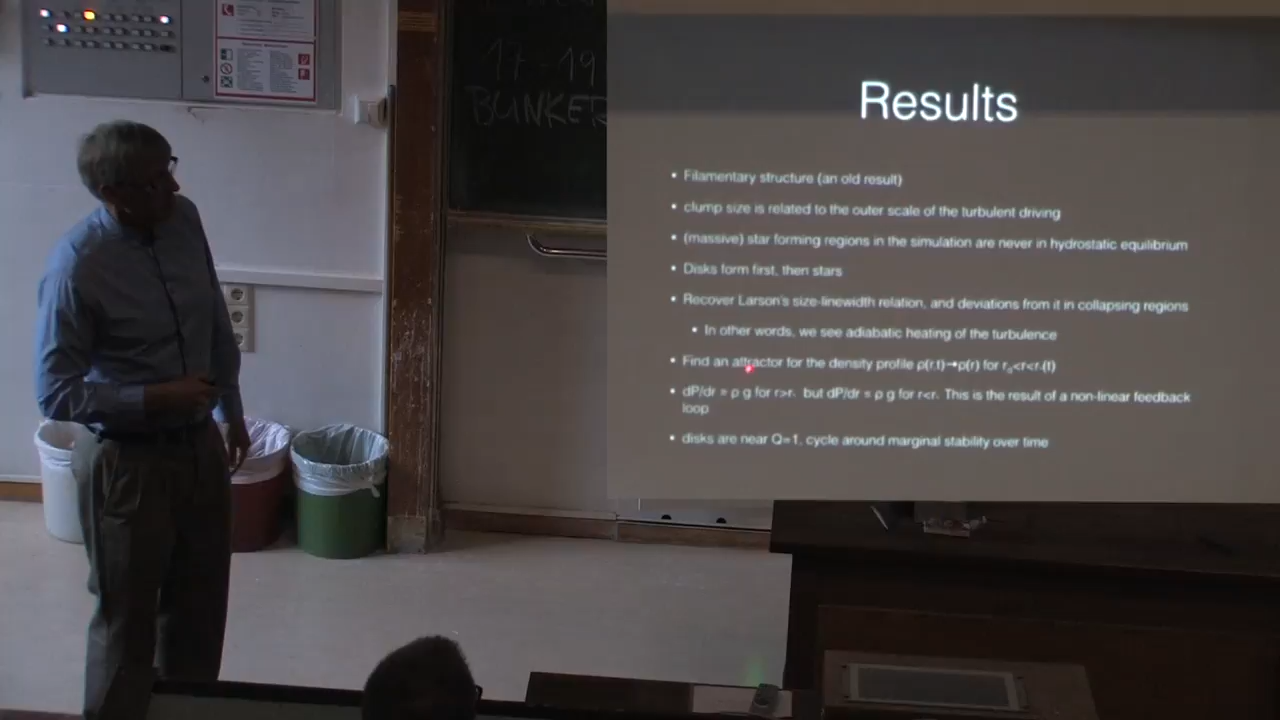 17 - 19
BUNKER
Results
• Filamentary structure (an old result)
• clump size is related to the outer scale of the turbulent driving
• (massive) star forming regions in the simulation are never in hydrostatic equilibrium
• Disks form first, then stars
• Recover Larson's size-linewidth relation, and deviations from it in collapsing regions
• In other words, we see adiabatic heating of the turbulence
• Find an attractor for the density profile ρ(r,t)→ρ(r) for
• dP/dr = ρ g for but dP/dr = ρ g for This is the result of a non-linear feedback
loop
• disks are near Q=1, cycle around marginal stability over time